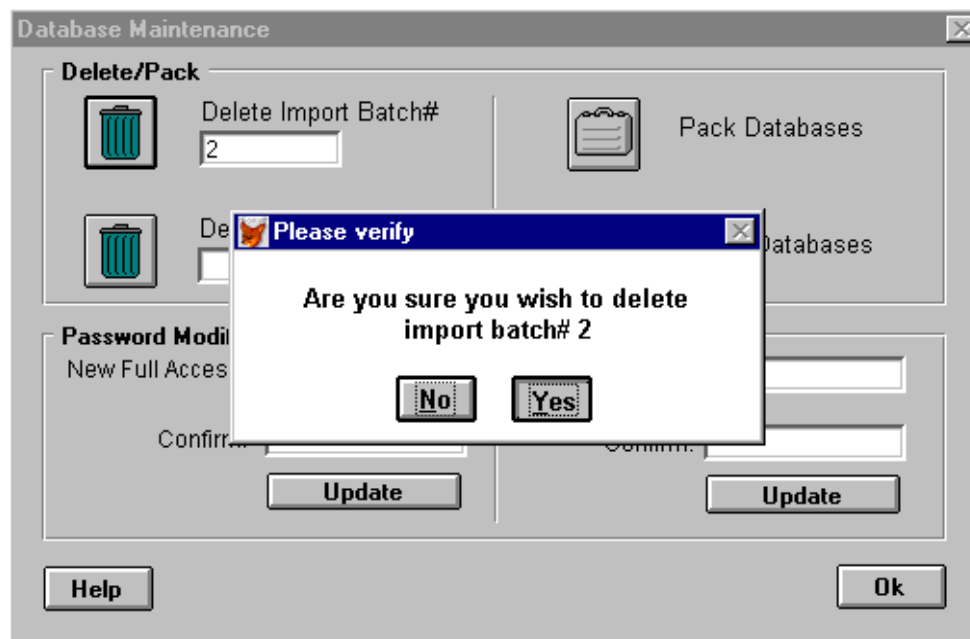 Database Maintenance
Delete/Pack
Delete Import Batch#
2
Pack Databases
De
Databases
Please verify
Are you sure you wish to delete
import batch# 2
No
Yes
Password Modi
New Full Acces
Confirm:
Confirm:
Update
Update
Help
Ok